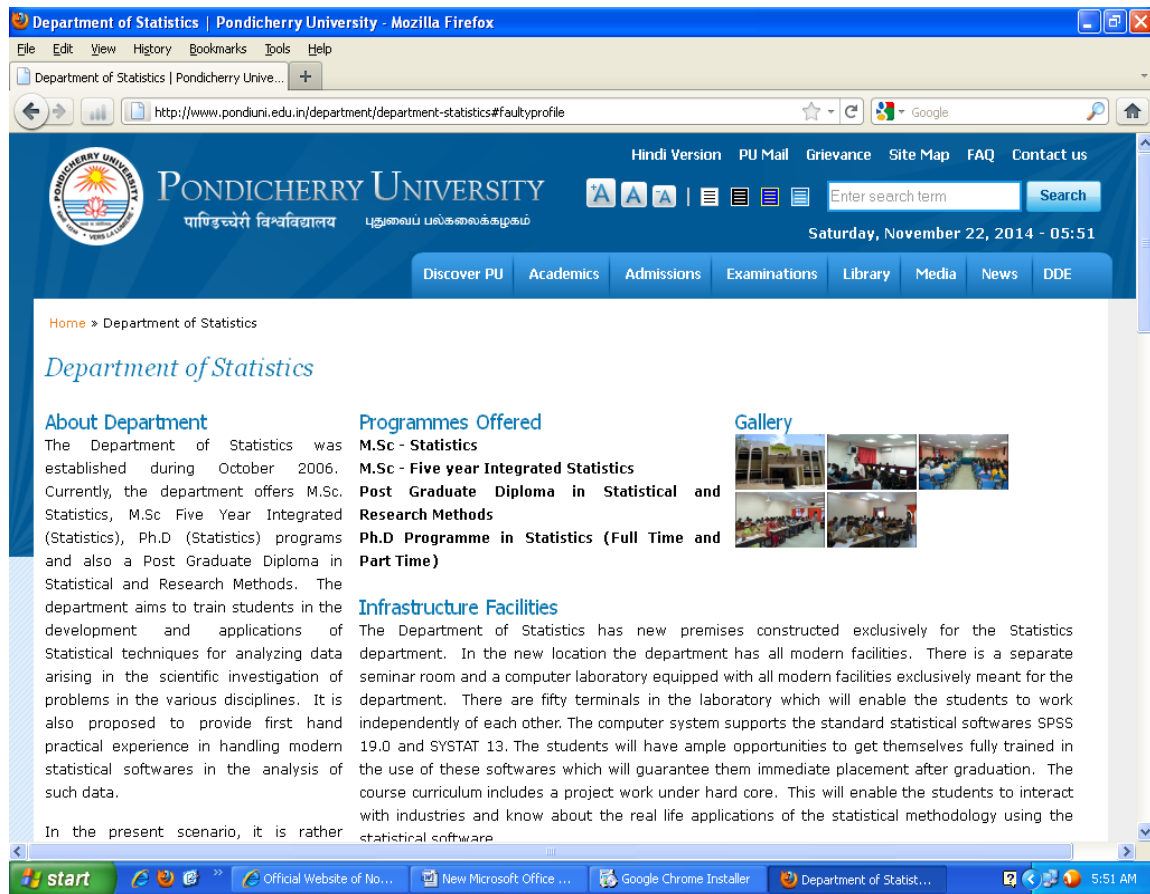 Department of Statistics | Pondicherry University - Mozilla Firefox
File Edit View History Bookmarks Tools Help
Department of Statistics | Pondicherry Unive... +
http://www.ponduni.edu.in/department/department-statistics#faultyprofile
Google
Hindi Version PU Mail Grievance Site Map FAQ Contact us
PONDICHERRY UNIVERSITY
+A A -A | Enter search term Search
पाण्डिच्चेरी विश्वविद्यालय புதுவைப் பல்கலைக்கழகம்
Saturday, November 22, 2014 - 05:51
Discover PU Academics Admissions Examinations Library Media News DDE
Home » Department of Statistics
Department of Statistics
About Department
The Department of Statistics was
established during October 2006.
Currently, the department offers M.Sc.
Statistics, M.Sc Five Year Integrated
(Statistics), Ph.D (Statistics) programs
and also a Post Graduate Diploma in
Statistical and Research Methods. The
department aims to train students in the
development and applications of
Statistical techniques for analyzing data
arising in the scientific investigation of
problems in the various disciplines. It is
also proposed to provide first hand
practical experience in handling modern
statistical softwares in the analysis of
such data.
In the present scenario, it is rather
Programmes Offered
M.Sc - Statistics
M.Sc - Five year Integrated Statistics
Post Graduate Diploma in Statistical and
Research Methods
Ph.D Programme in Statistics (Full Time and
Part Time)
Gallery
Infrastructure Facilities
The Department of Statistics has new premises constructed exclusively for the Statistics
department. In the new location the department has all modern facilities. There is a separate
seminar room and a computer laboratory equipped with all modern facilities exclusively meant for the
department. There are fifty terminals in the laboratory which will enable the students to work
independently of each other. The computer system supports the standard statistical softwares SPSS
19.0 and SYSTAT 13. The students will have ample opportunities to get themselves fully trained in
the use of these softwares which will guarantee them immediate placement after graduation. The
course curriculum includes a project work under hard core. This will enable the students to interact
with industries and know about the real life applications of the statistical methodology using the
statistical software.
start
Official Website of No...
New Microsoft Office ...
Google Chrome Installer
Department of Statist...
5:51 AM